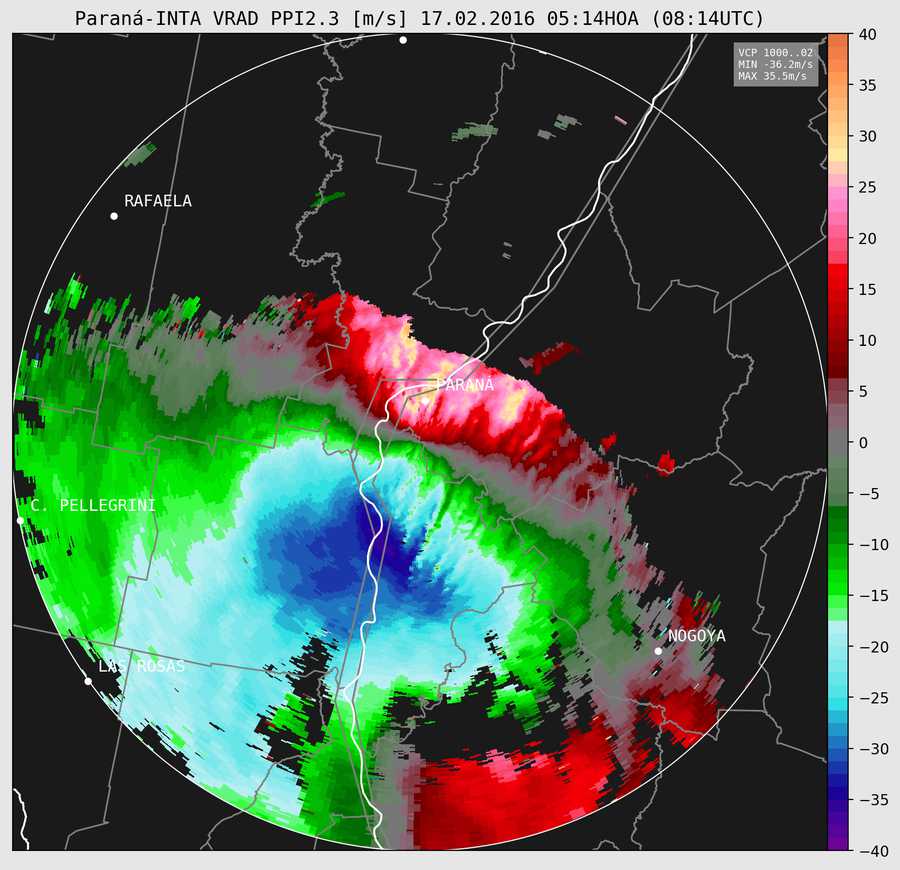 Paraná-INTA VRAD PPI2.3 [m/s] 17.02.2016 05:14HOA (08:14UTC)
VCP 1000..02
MIN -36.2m/s
MAX 35.5m/s
RAFAELA
PARANÁ
C. PELLEGRINI
NOGOYA
LAS ROSAS
40
35
30
25
20
15
10
5
0
−5
−10
−15
−20
−25
−30
−35
−40